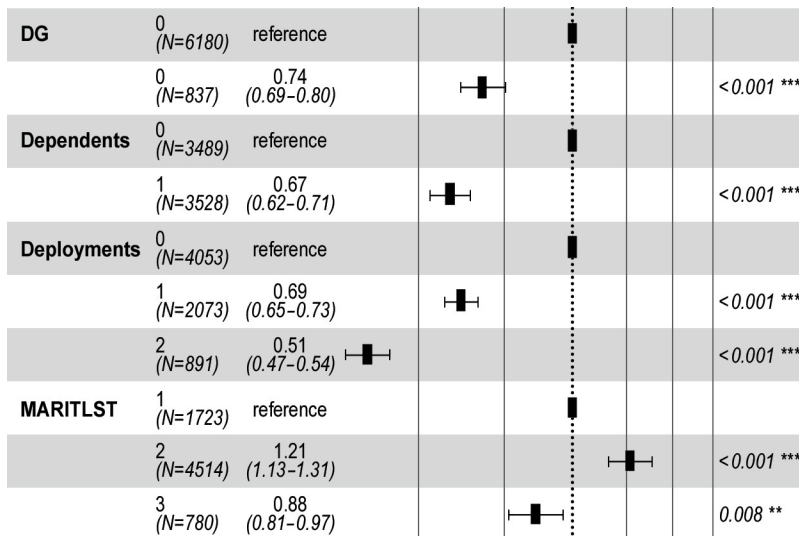 DG 0 reference
(N=6180)
0 0.74
(N=837) (0.69–0.80) <0.001 ***
Dependents 0 reference
(N=3489)
1 0.67
(N=3528) (0.62–0.71) <0.001 ***
Deployments 0 reference
(N=4053)
1 0.69
(N=2073) (0.65–0.73) <0.001 ***
2 0.51
(N=891) (0.47–0.54) <0.001 ***
MARITLST 1 reference
(N=1723)
2 1.21
(N=4514) (1.13–1.31) <0.001 ***
3 0.88
(N=780) (0.81–0.97) 0.008 **